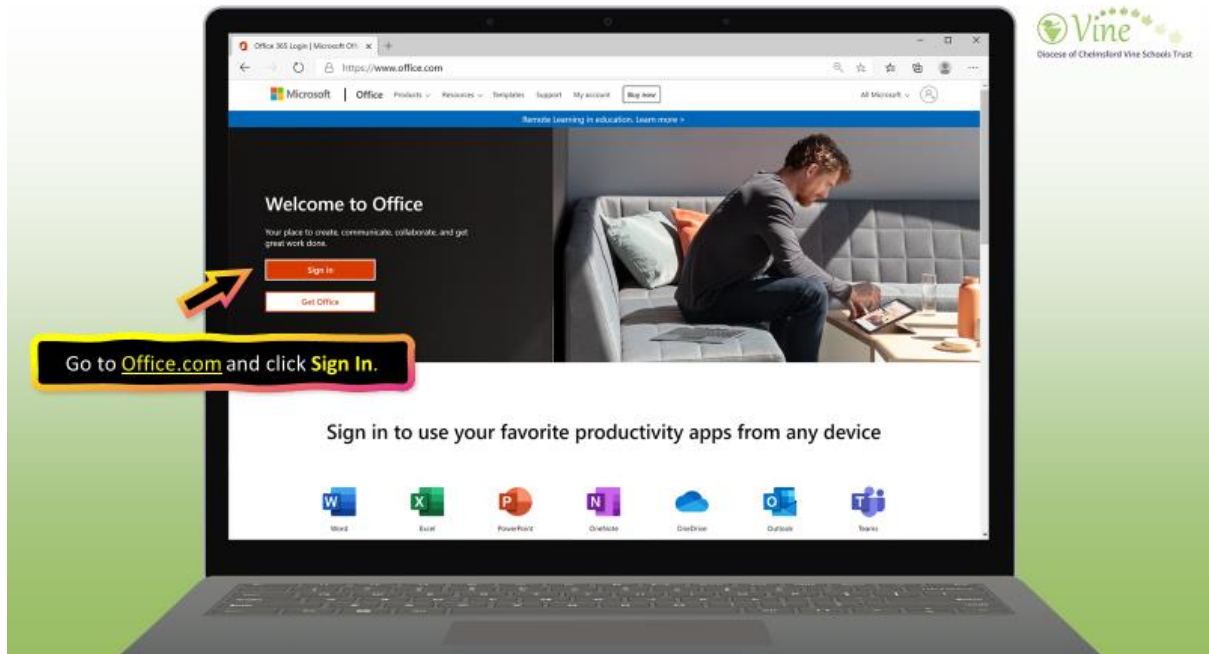 Vine
Diocese of Chelmsford Vine Schools Trust
Office 365 Login | Microsoft Off
https://www.office.com
Microsoft | Office Products Resources Templates Support My account Buy now All Microsoft
Remote Learning in education. Learn more >
Welcome to Office
Your place to create, communicate, collaborate, and get
great work done.
Sign in
Get Office
Go to Office.com and click Sign In.
Sign in to use your favorite productivity apps from any device
Word Excel PowerPoint OneNote OneDrive Outlook Teams